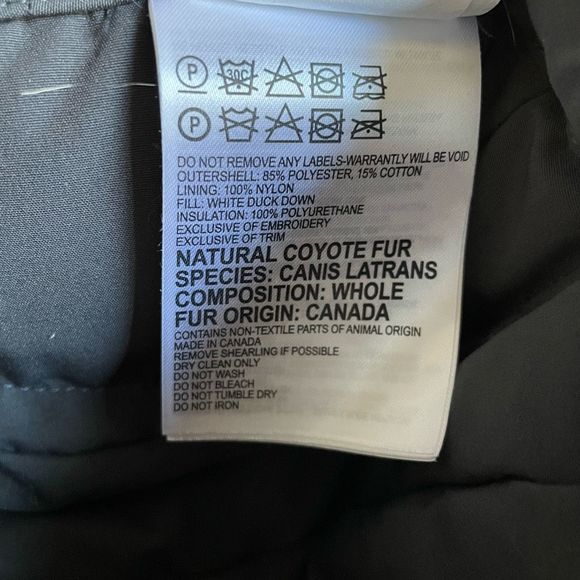 P 30C
P
DO NOT REMOVE ANY LABELS-WARRANTLY WILL BE VOID
OUTERSHELL: 85% POLYESTER, 15% COTTON
LINING: 100% NYLON
FILL: WHITE DUCK DOWN
INSULATION: 100% POLYURETHANE
EXCLUSIVE OF EMBROIDERY
EXCLUSIVE OF TRIM
NATURAL COYOTE FUR
SPECIES: CANIS LATRANS
COMPOSITION: WHOLE
FUR ORIGIN: CANADA
CONTAINS NON-TEXTILE PARTS OF ANIMAL ORIGIN
MADE IN CANADA
REMOVE SHEARLING IF POSSIBLE
DRY CLEAN ONLY
DO NOT WASH
DO NOT BLEACH
DO NOT TUMBLE DRY
DO NOT IRON